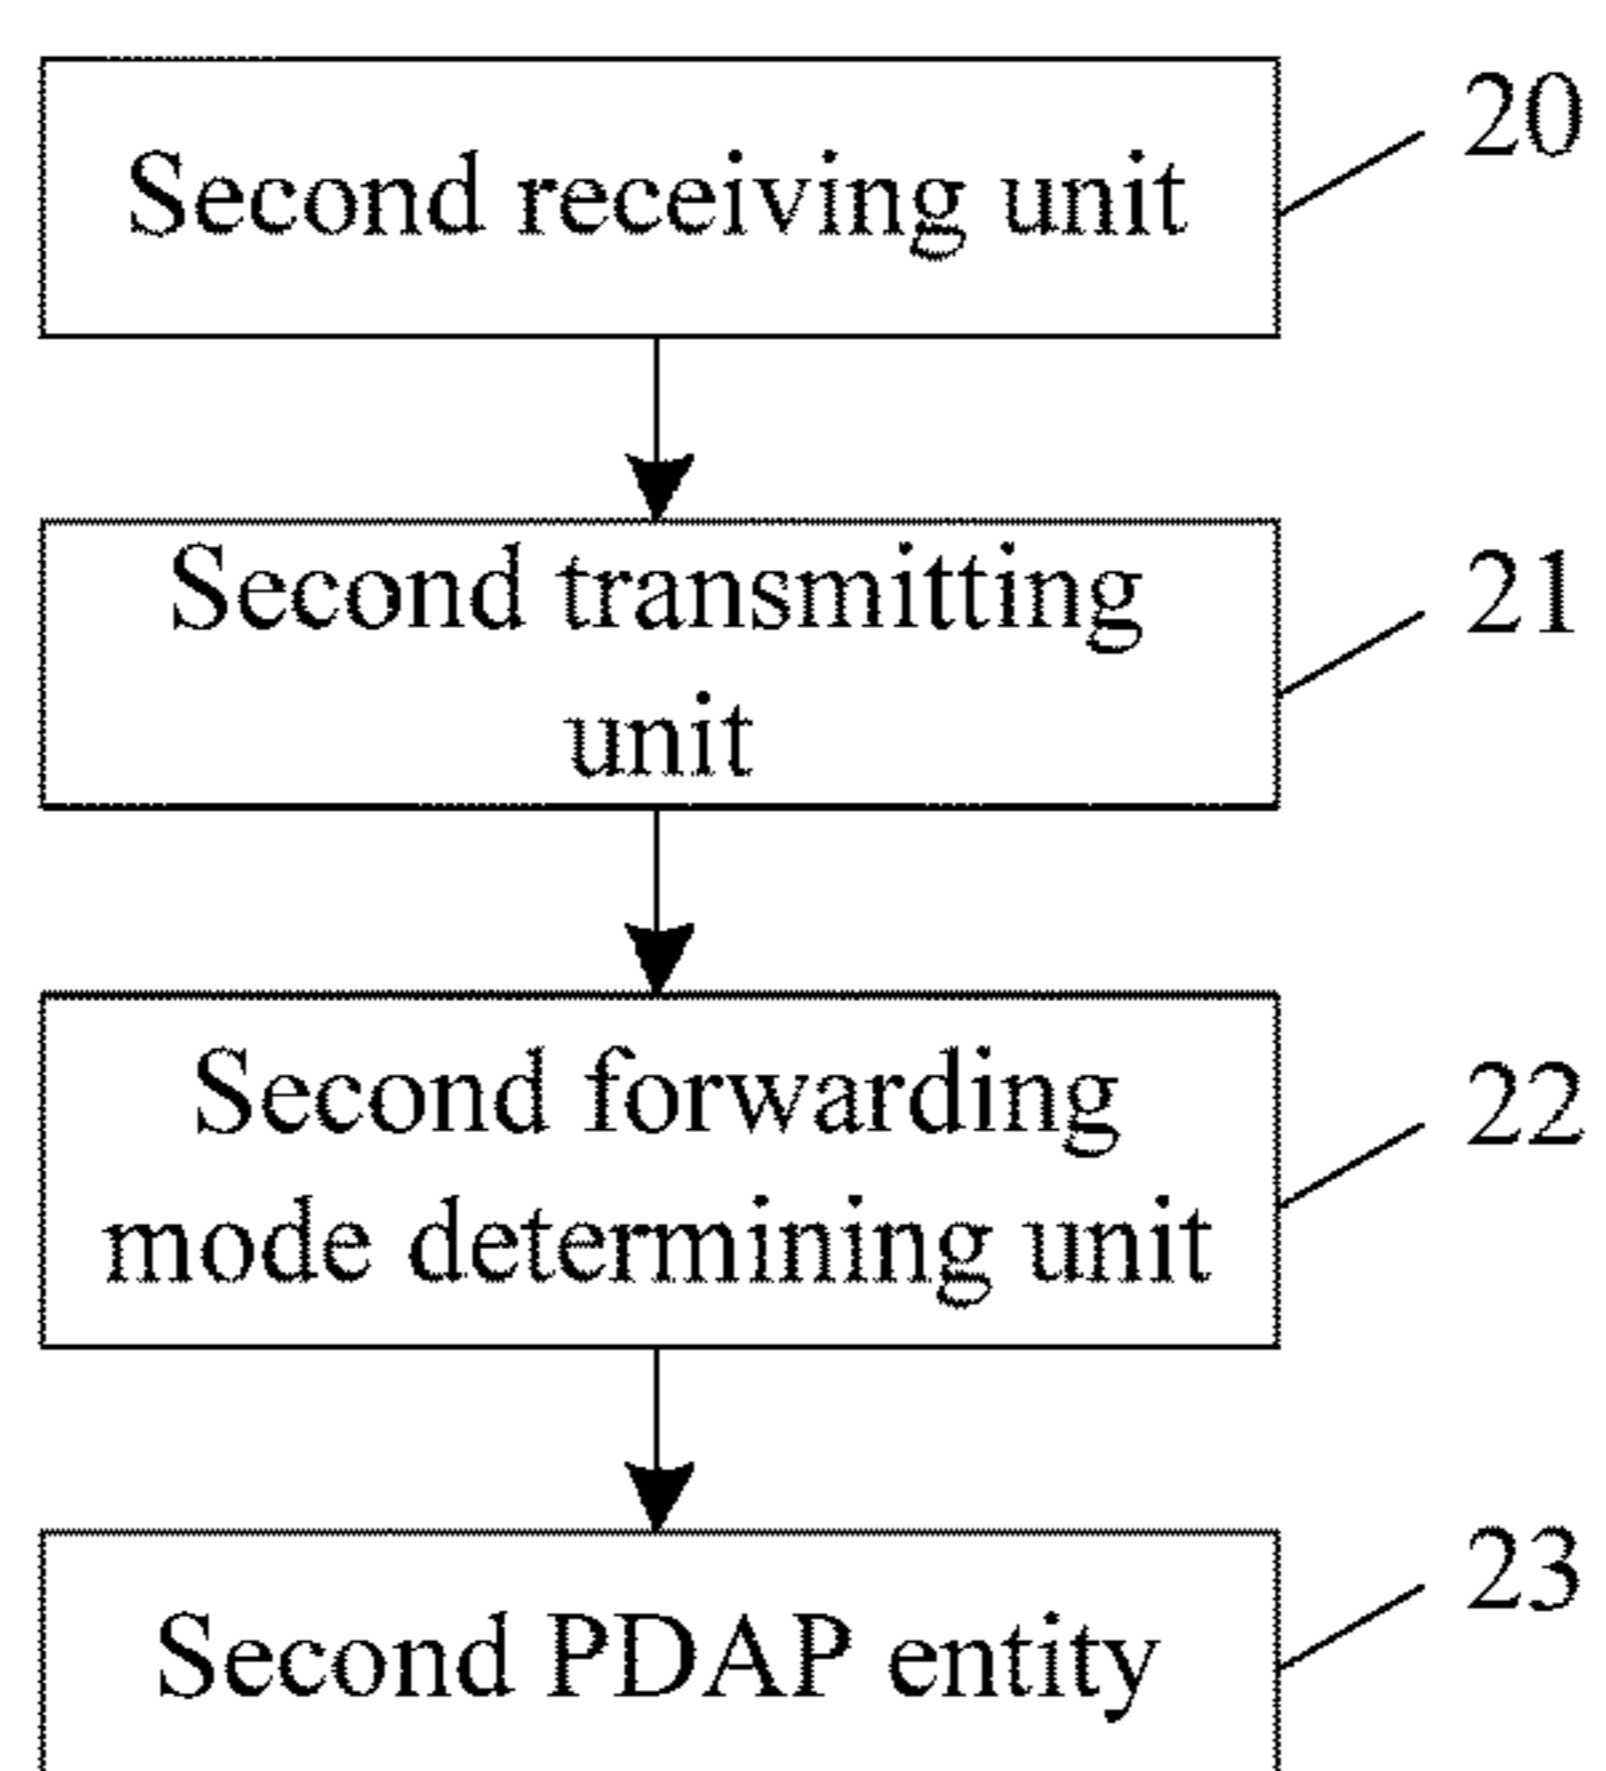 Second receiving unit
20
Second transmitting
unit
21
Second forwarding
mode determining unit
22
Second PDAP entity
23